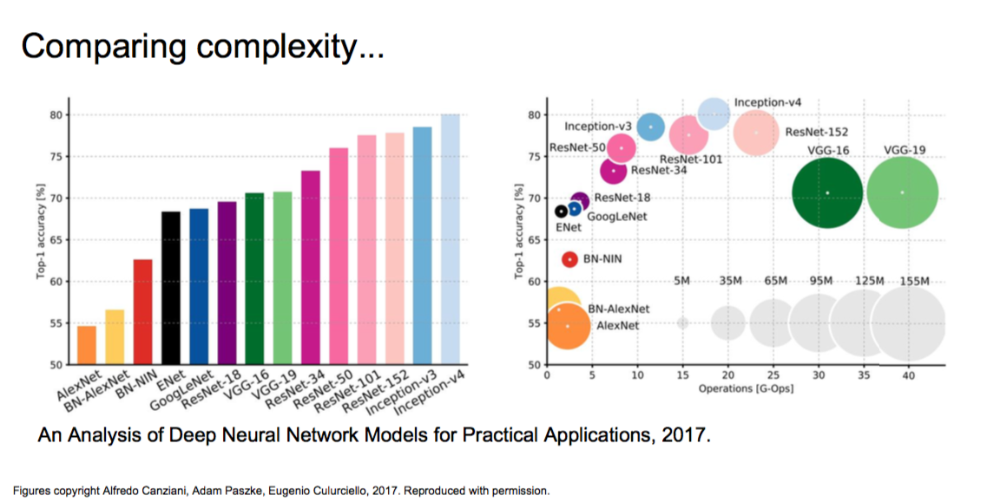 Comparing complexity...
Top-1 accuracy [%]
80
75
70
65
60
55
50
AlexNet
BN-AlexNet
BN-NIN
ENet
GoogLeNet
ResNet-18
VGG-16
VGG-19
ResNet-34
ResNet-50
ResNet-101
ResNet-152
Inception-v3
Inception-v4
Top-1 accuracy [%]
80
75
70
65
60
55
50
Inception-v4
Inception-v3
ResNet-152
ResNet-50
ResNet-101
VGG-16
VGG-19
ResNet-34
ResNet-18
GoogLeNet
ENet
BN-NIN
5M 35M 65M 95M 125M 155M
BN-AlexNet
AlexNet
0 5 10 15 20 25 30 35 40
Operations [G-Ops]
An Analysis of Deep Neural Network Models for Practical Applications, 2017.
Figures copyright Alfredo Canziani, Adam Paszke, Eugenio Culurciello, 2017. Reproduced with permission.